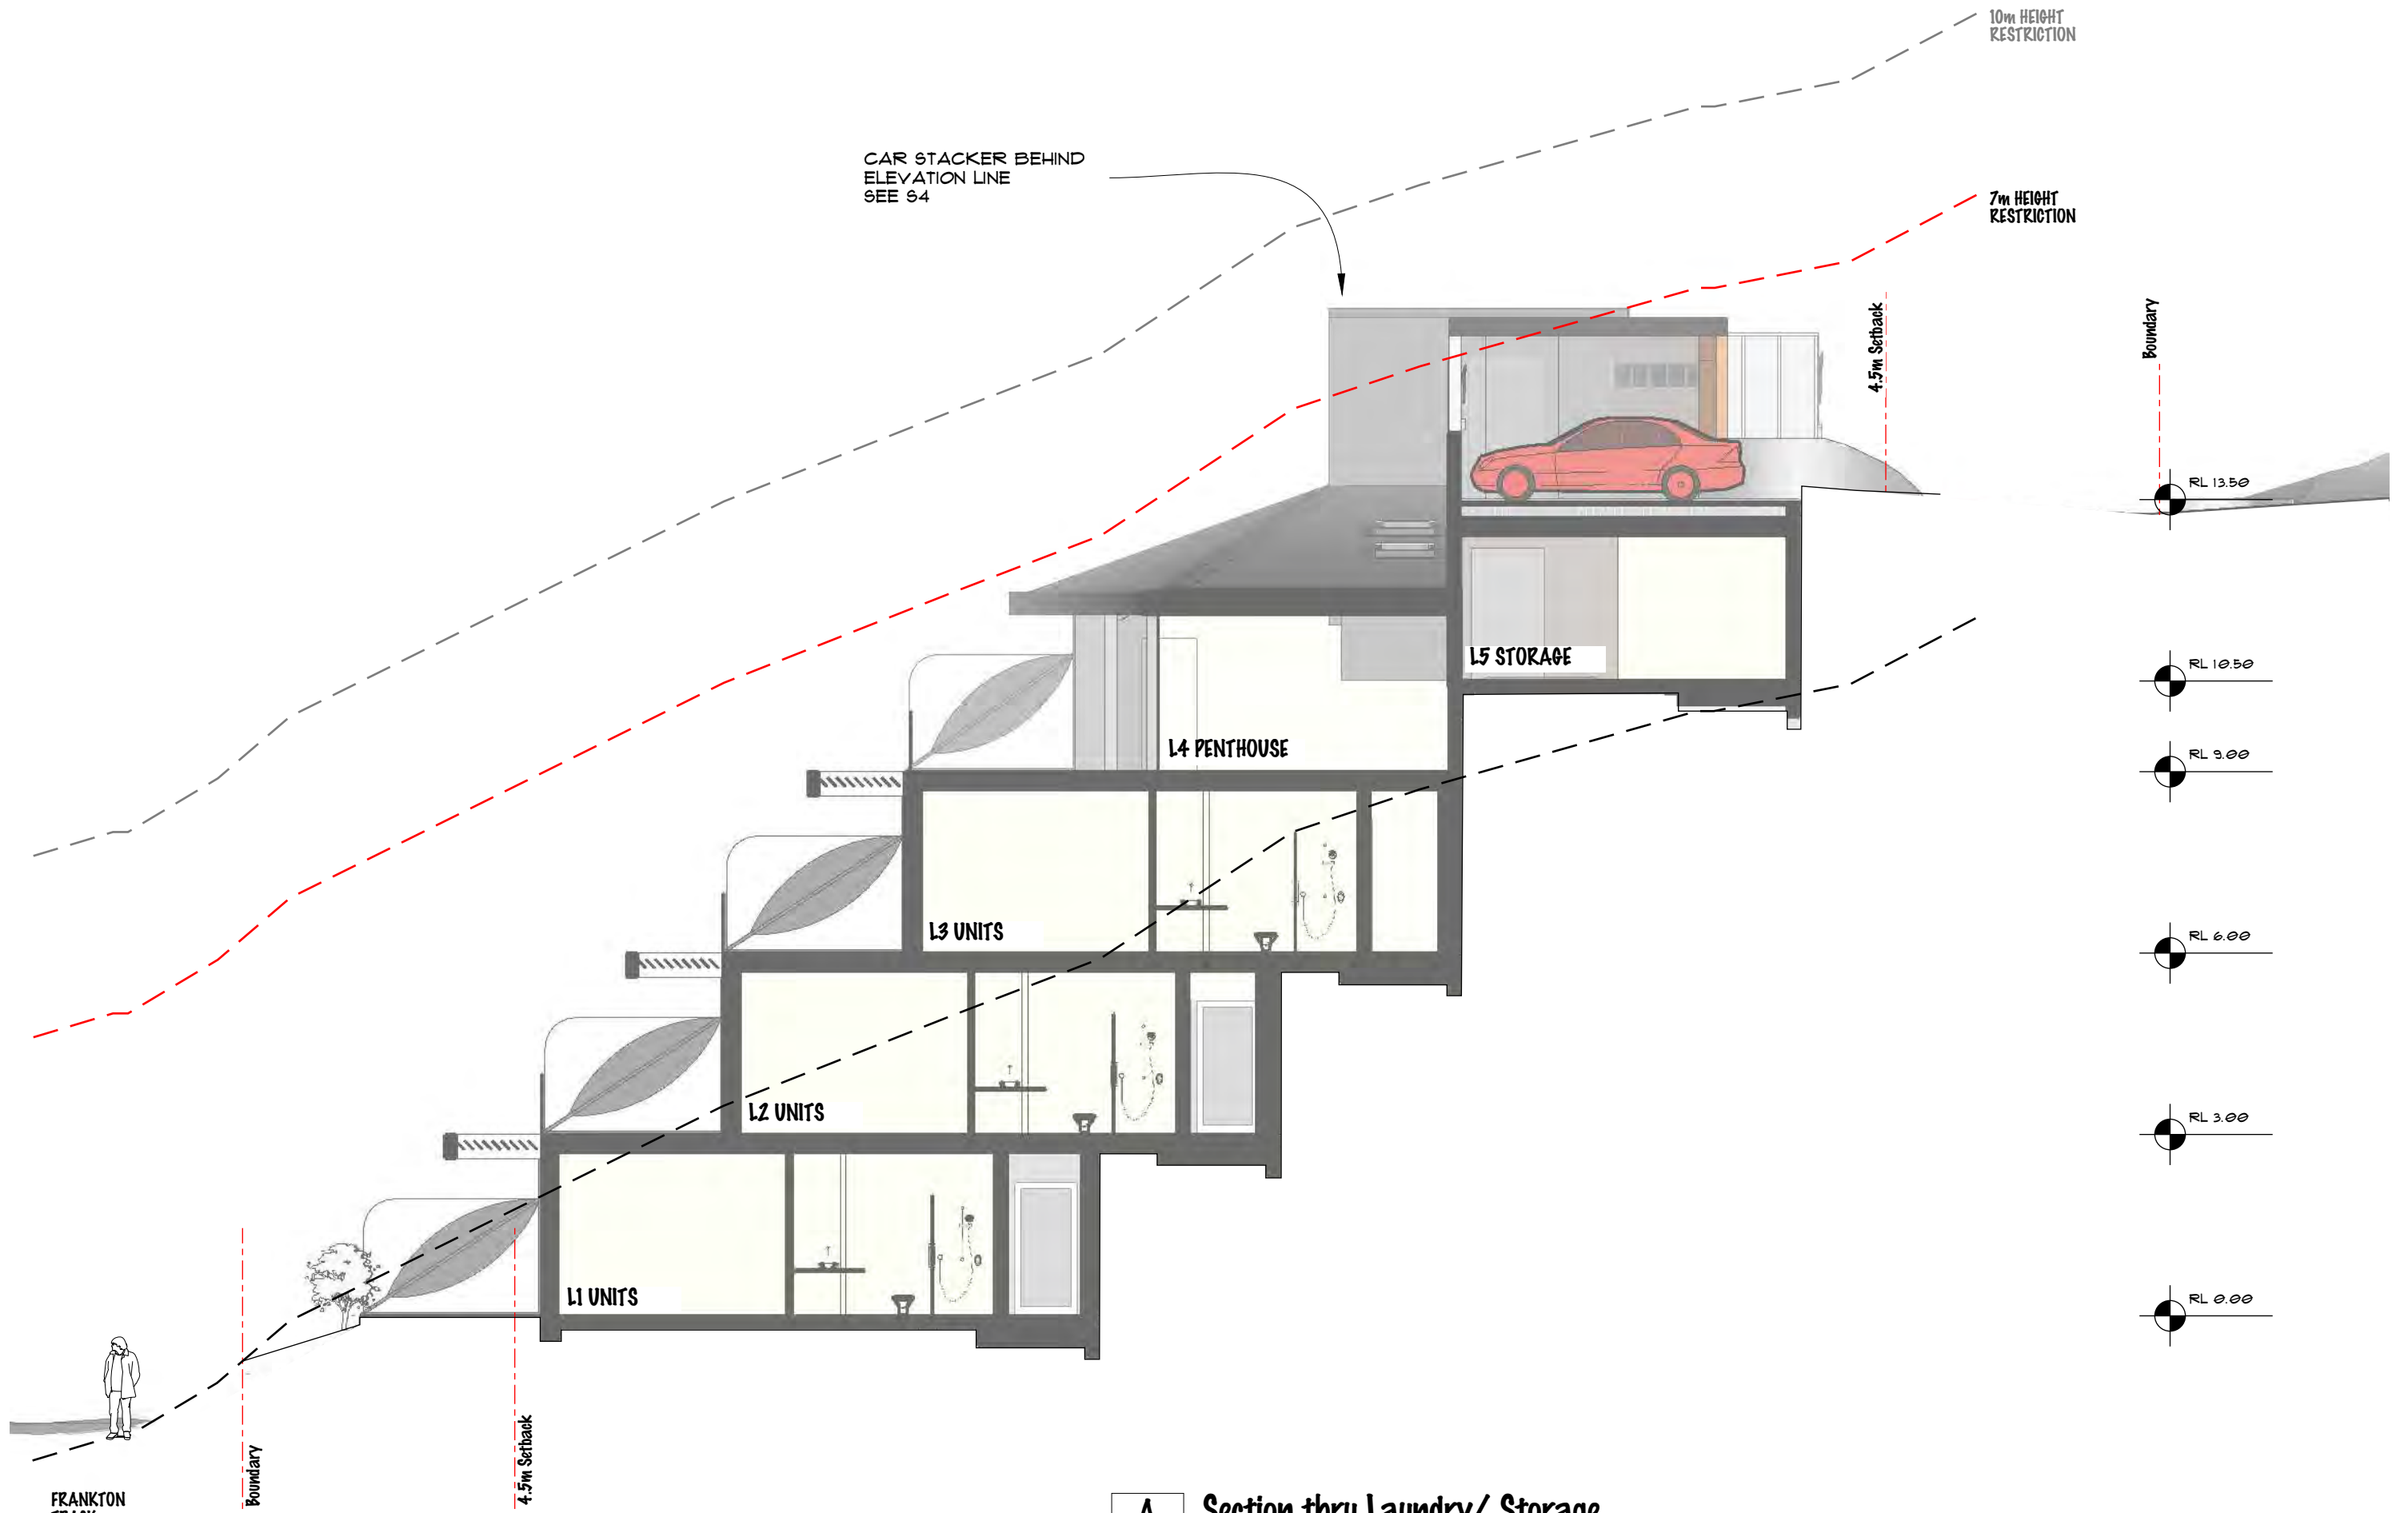 10m HEIGHT
RESTRICTION
CAR STACKER BEHIND
ELEVATION LINE
SEE S4
7m HEIGHT
RESTRICTION
4.5m Setback
Boundary
RL 13.50
L5 STORAGE
RL 10.50
L4 PENTHOUSE
RL 9.00
L3 UNITS
RL 6.00
L2 UNITS
RL 3.00
L1 UNITS
RL 0.00
Boundary
4.5m Setback
FRANKTON
TRACK
A
Section thru Laundry/ Storage